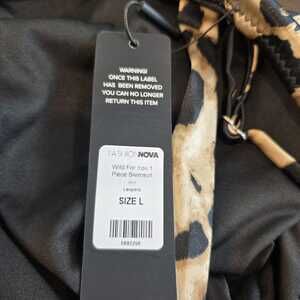 WARNING!
ONCE THIS LABEL
HAS BEEN REMOVED
YOU CAN NO LONGER
RETURN THIS ITEM
FASHION NOVA
Wild For You 1
Piece Swimsuit
Leopard
SIZE L